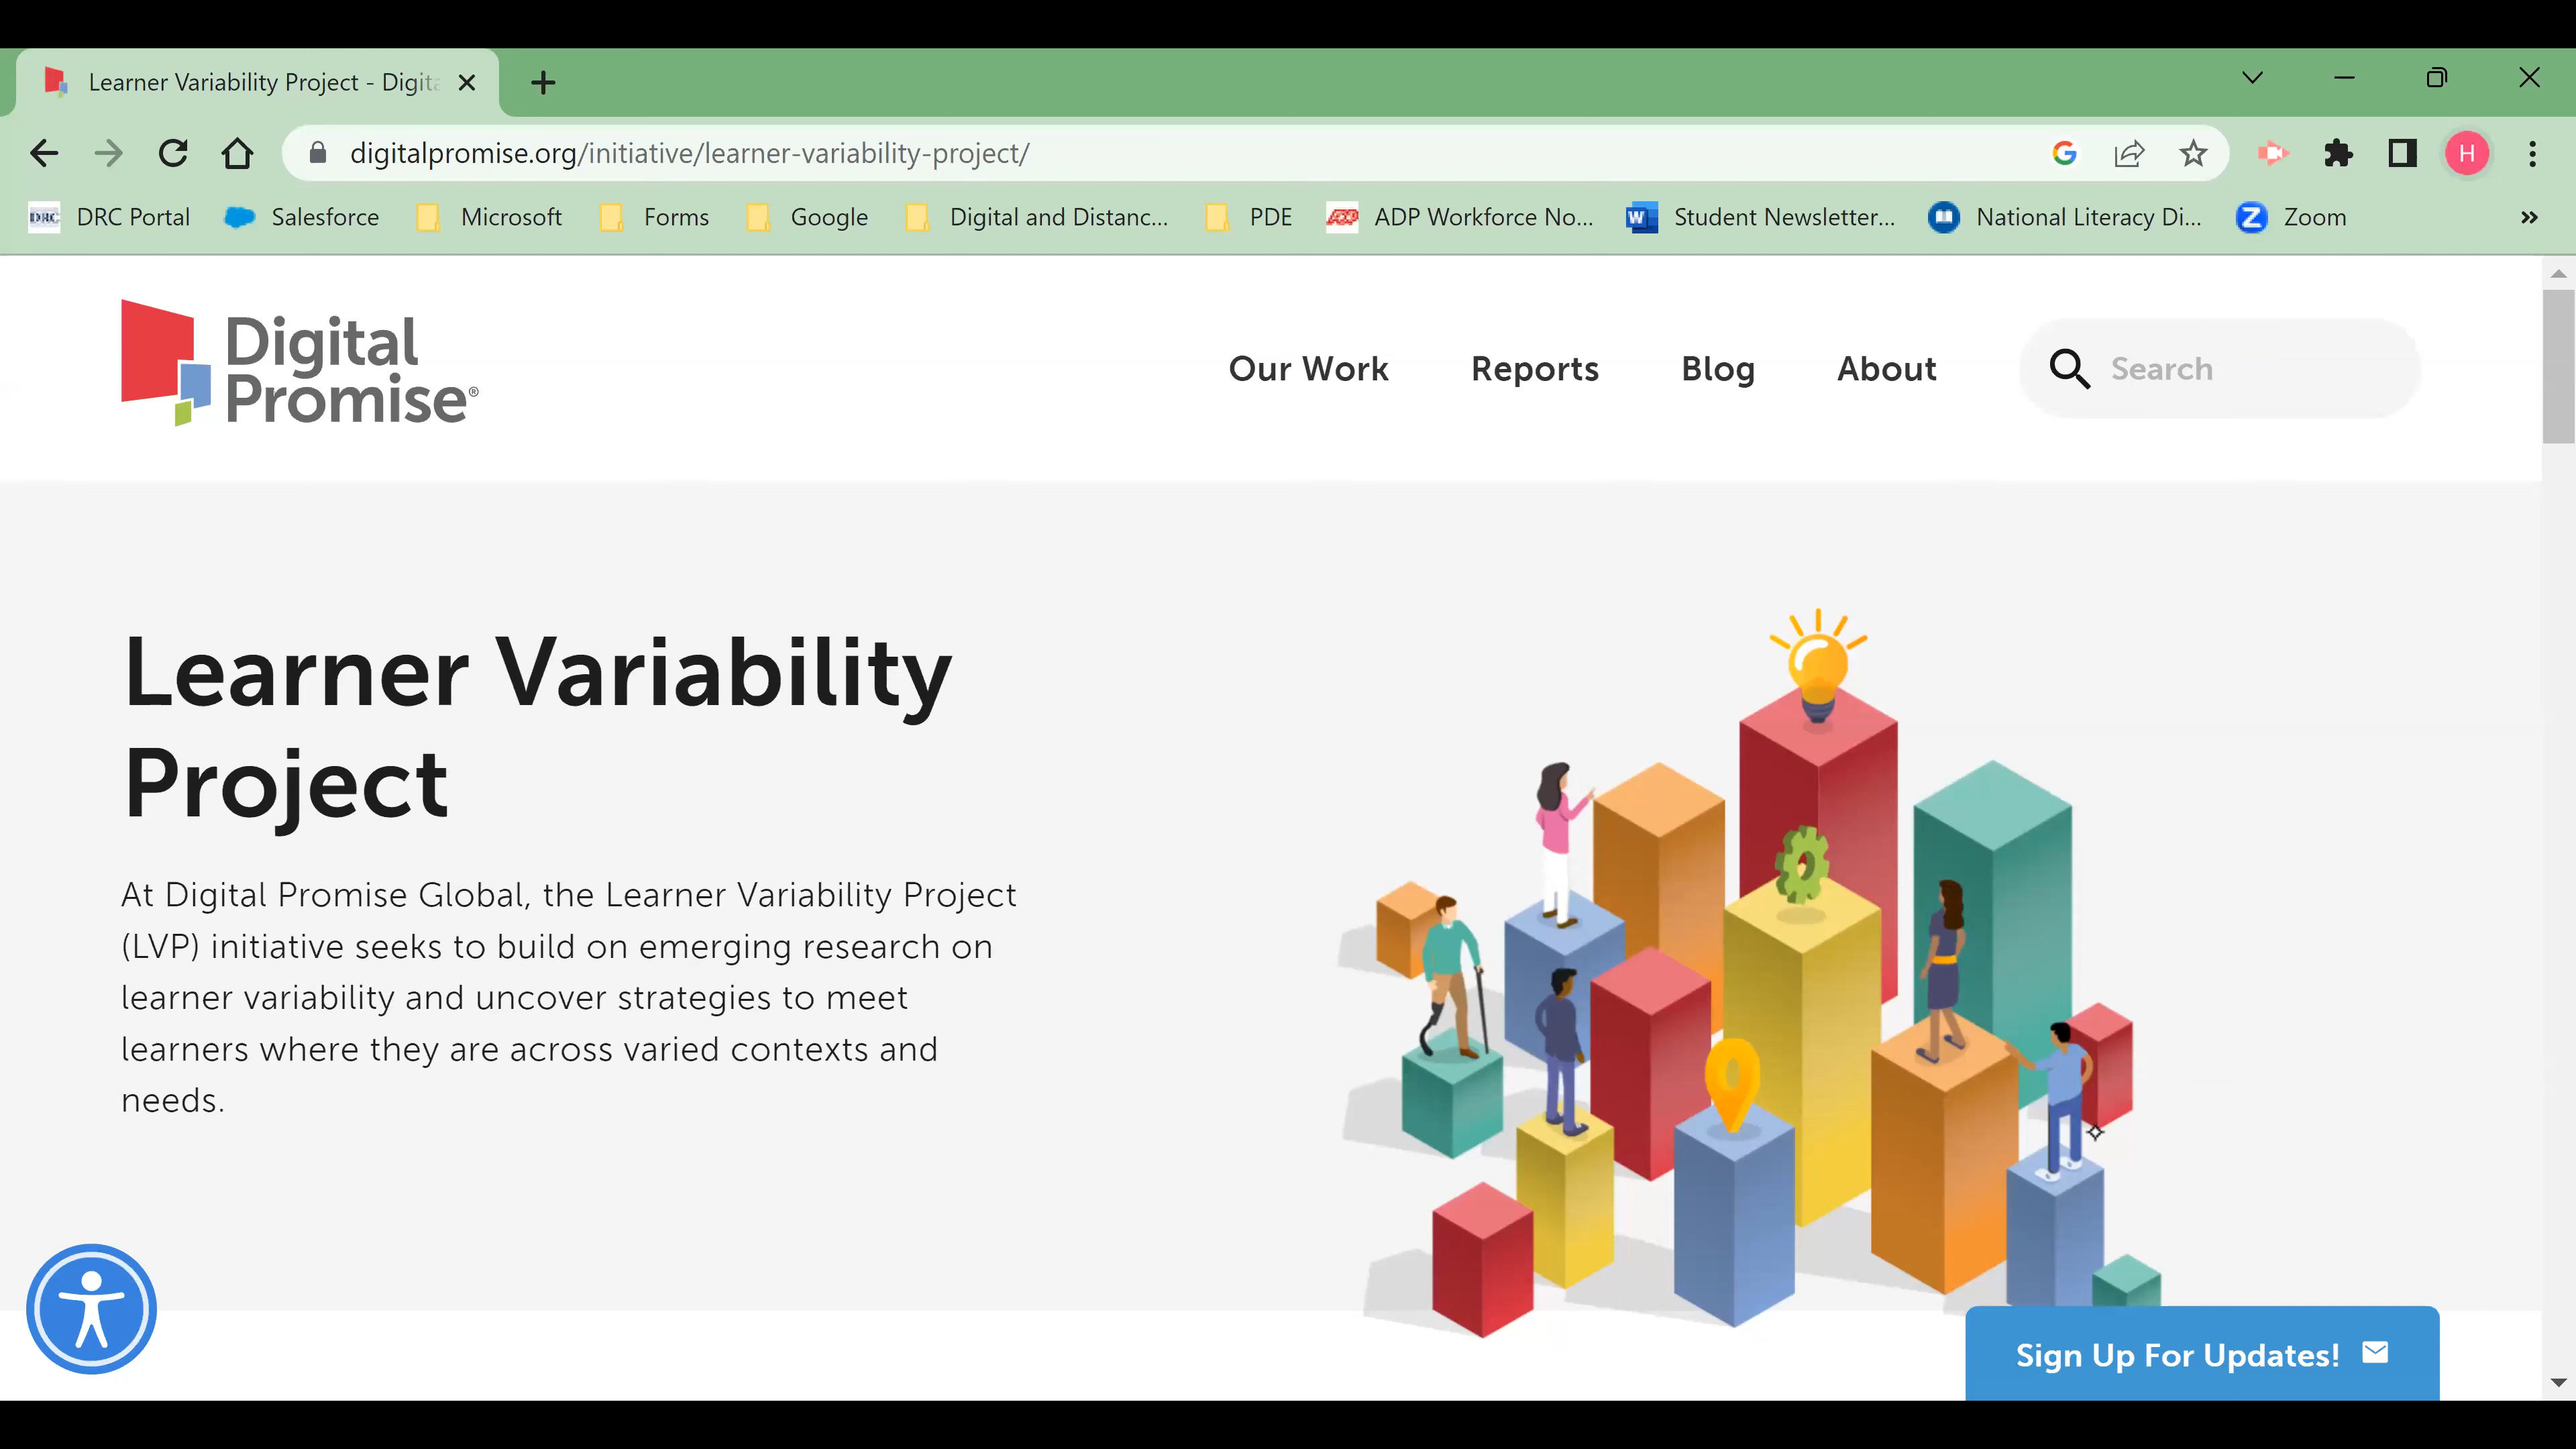 Learner Variability Project - Digit
digitalpromise.org/initiative/learner-variability-project/
H
DRC DRC Portal Salesforce Microsoft Forms Google Digital and Distanc... PDE ADP ADP Workforce No... W Student Newsletter... National Literacy Di... Z Zoom
Digital
Promise®
Our Work Reports Blog About Search
Learner Variability
Project
At Digital Promise Global, the Learner Variability Project
(LVP) initiative seeks to build on emerging research on
learner variability and uncover strategies to meet
learners where they are across varied contexts and
needs.
Sign Up For Updates!